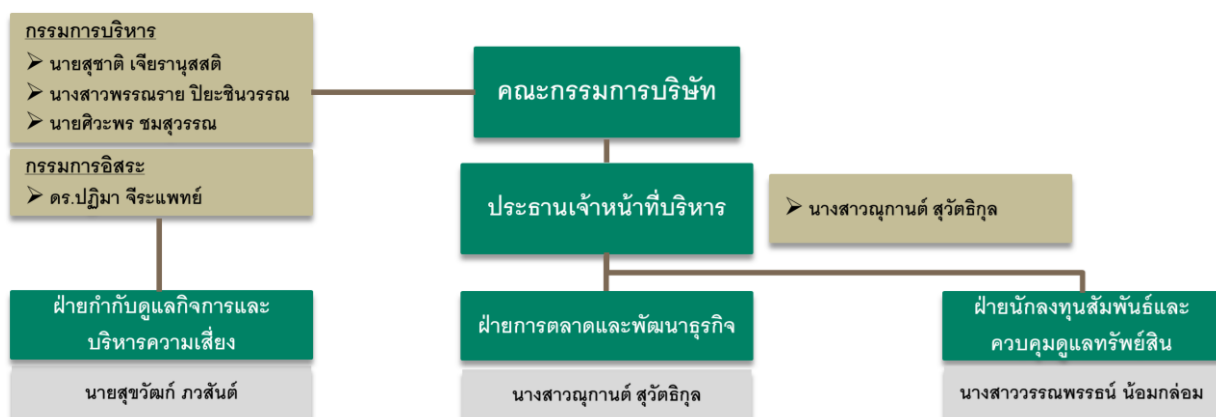 กรรมการบริหาร
➢ นายสุชาติ เจียรานุสสติ
➢ นางสาวพรรณราย ปิยะชินวรรณ
➢ นายศิวะพร ชมสุวรรณ
กรรมการอิสระ
➢ ดร.ปฏิมา จีระแพทย์
คณะกรรมการบริษัท
ประธานเจ้าหน้าที่บริหาร
➢ นางสาวณุกานต์ สุวัตธิกุล
ฝ่ายกำกับดูแลกิจการและ
บริหารความเสี่ยง
นายสุขวัฒก์ ภวสันต์
ฝ่ายการตลาดและพัฒนาธุรกิจ
นางสาวณุกานต์ สุวัตธิกุล
ฝ่ายนักลงทุนสัมพันธ์และ
ควบคุมดูแลทรัพย์สิน
นางสาววรรณพรรธน์ น้อมกล่อม